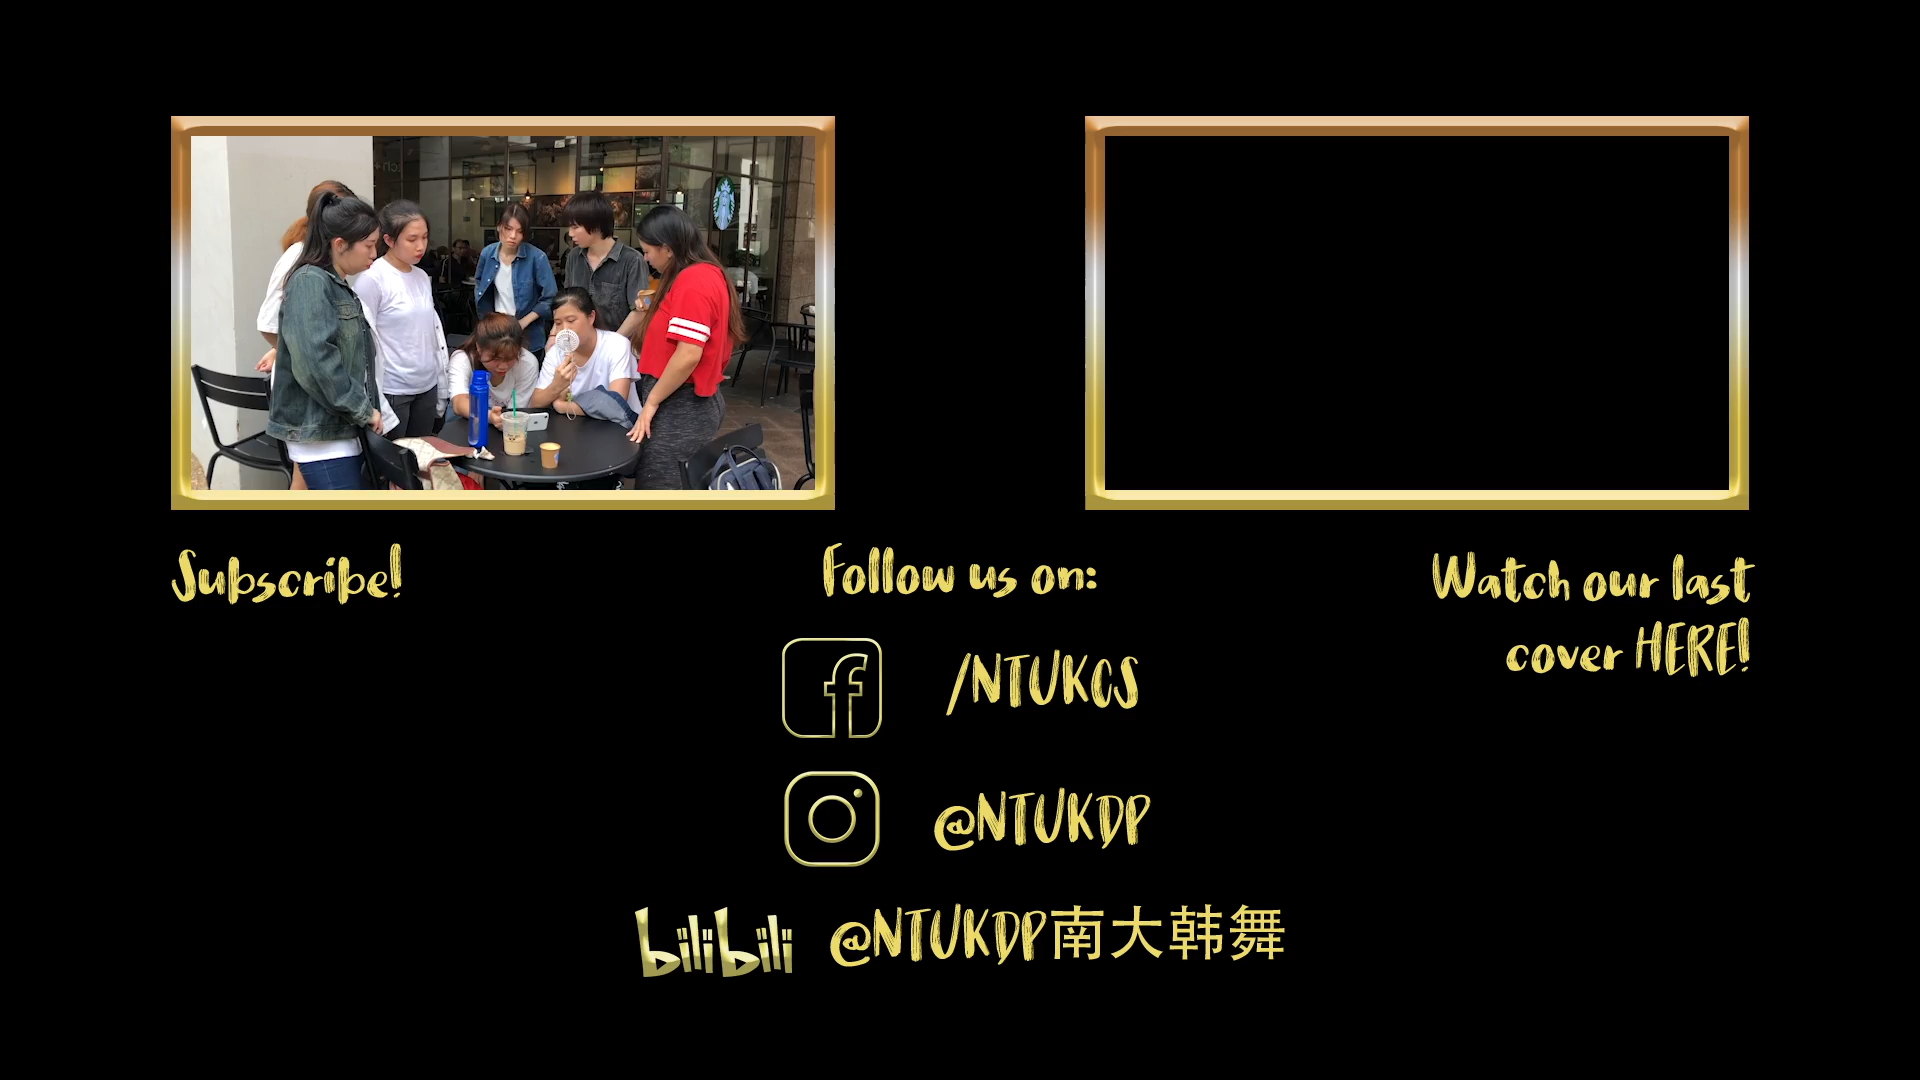 Subscribe!
Follow us on:
Watch our last
cover HERE!
/NTUKCS
@NTUKDP
bilibili @NTUKDP南大韩舞